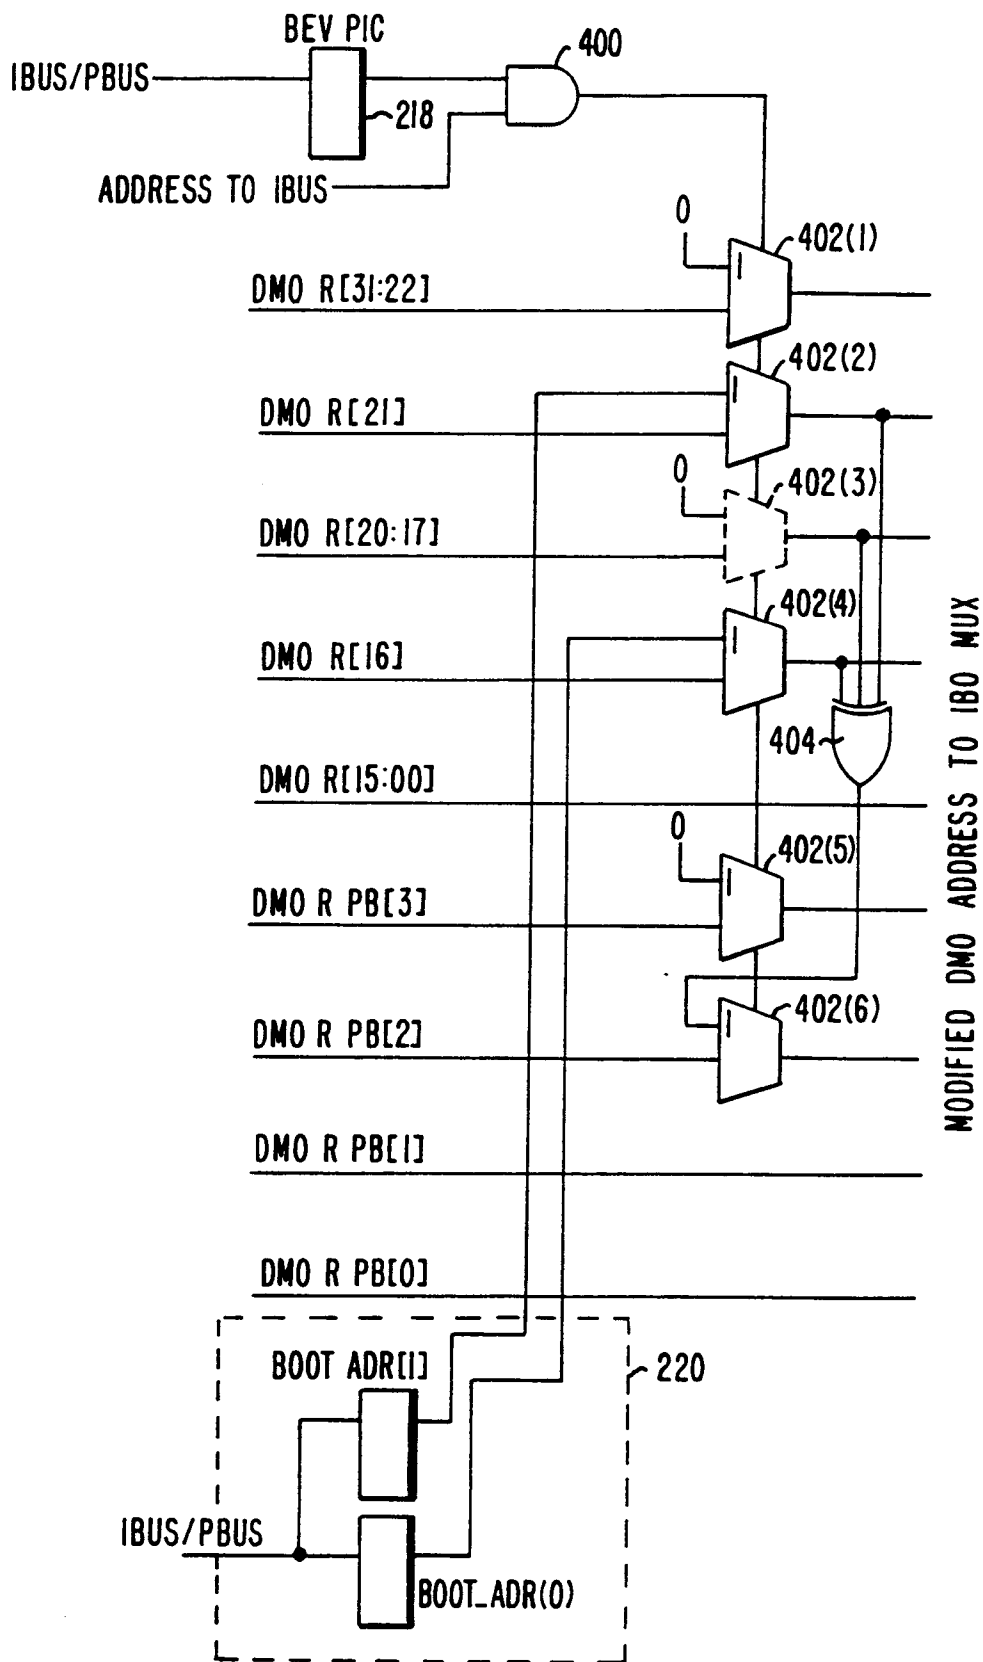 BEV PIC
400
IBUS/PBUS
218
ADDRESS TO IBUS
0
402(1)
DMO R[31:22]
402(2)
DMO R[21]
0
402(3)
DMO R[20:17]
402(4)
DMO R[16]
404
DMO R[15:00]
0
402(5)
DMO R PB[3]
402(6)
DMO R PB[2]
DMO R PB[1]
DMO R PB[0]
MODIFIED DMO ADDRESS TO IBO MUX
BOOT ADR[1]
220
IBUS/PBUS
BOOT_ADR(0)